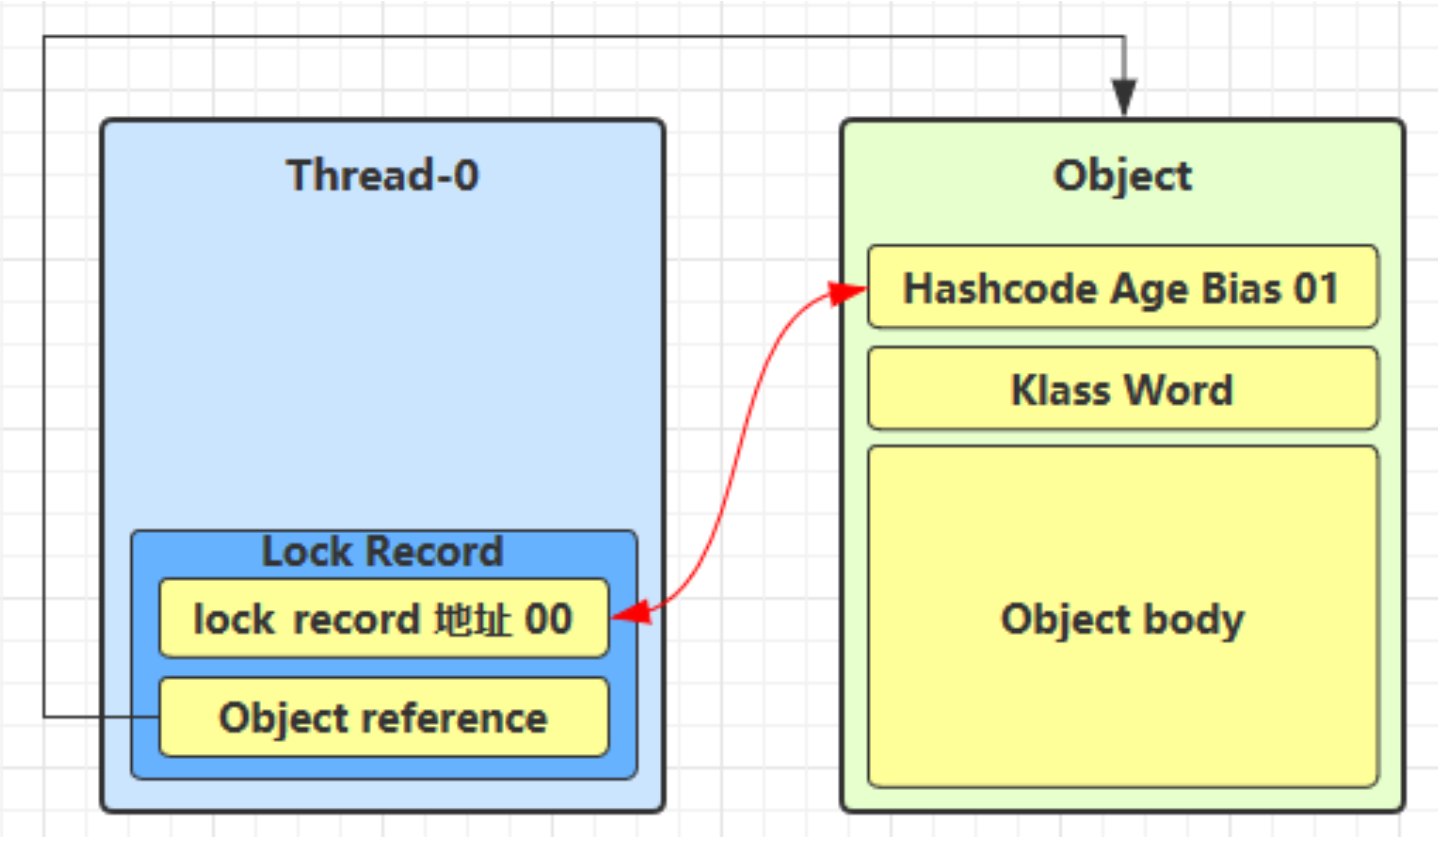 Thread-0
Lock Record
lock record 地址 00
Object reference
Object
Hashcode Age Bias 01
Klass Word
Object body